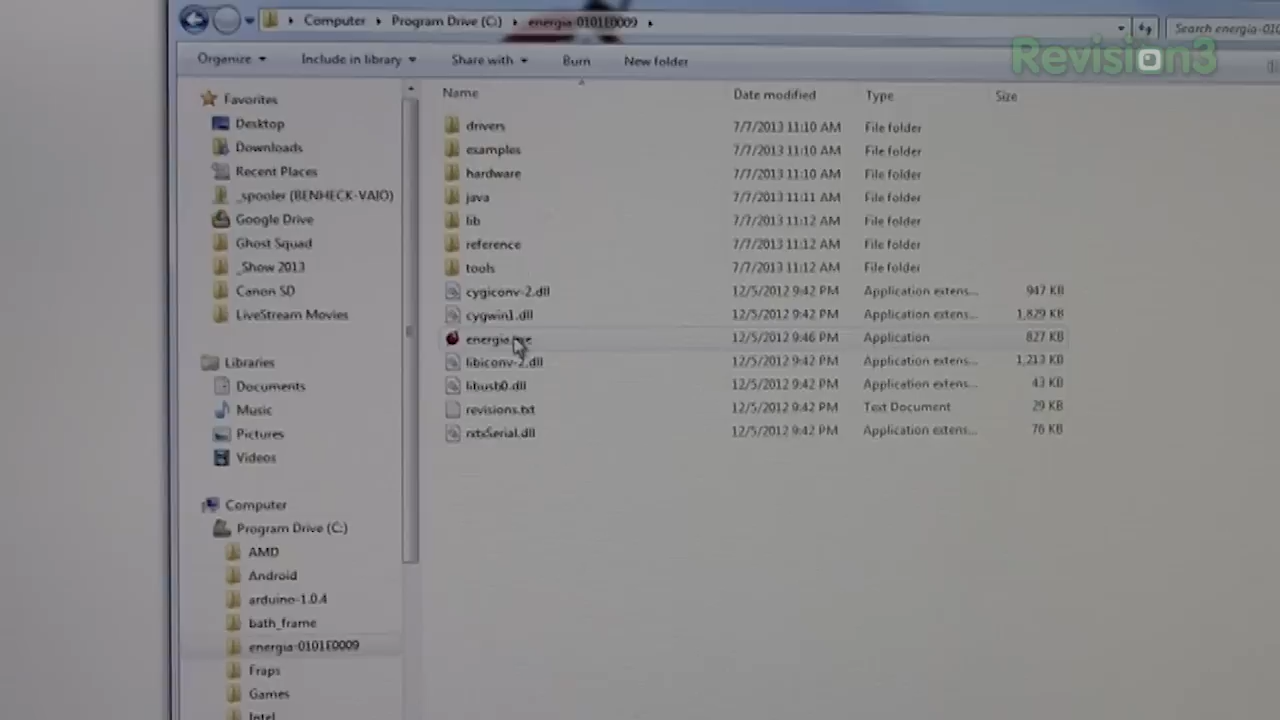 Computer Program Drive (C:) energia-0101E0009
Search energia-010
Revision3
Organize Include in library Share with Burn New folder
Name Date modified Type Size
Favorites
Desktop
Downloads
Recent Places
_spooler (BENHECK-VAIO)
Google Drive
Ghost Squad
_Show 2013
Canon SD
LiveStream Movies
Libraries
Documents
Music
Pictures
Videos
Computer
Program Drive (C:)
AMD
Android
arduino-1.0.4
bath_frame
energia-0101E0009
Fraps
Games
Intel
drivers 7/7/2013 11:10 AM File folder
examples 7/7/2013 11:10 AM File folder
hardware 7/7/2013 11:10 AM File folder
java 7/7/2013 11:11 AM File folder
lib 7/7/2013 11:12 AM File folder
reference 7/7/2013 11:12 AM File folder
tools 7/7/2013 11:12 AM File folder
cygiconv-2.dll 12/5/2012 9:42 PM Application extens... 947 KB
cygwin1.dll 12/5/2012 9:42 PM Application extens... 1,829 KB
energia.exe 12/5/2012 9:46 PM Application 827 KB
libiconv-2.dll 12/5/2012 9:42 PM Application extens... 1,213 KB
libusb0.dll 12/5/2012 9:42 PM Application extens... 43 KB
revisions.txt 12/5/2012 9:42 PM Text Document 29 KB
rxtxSerial.dll 12/5/2012 9:42 PM Application extens... 76 KB